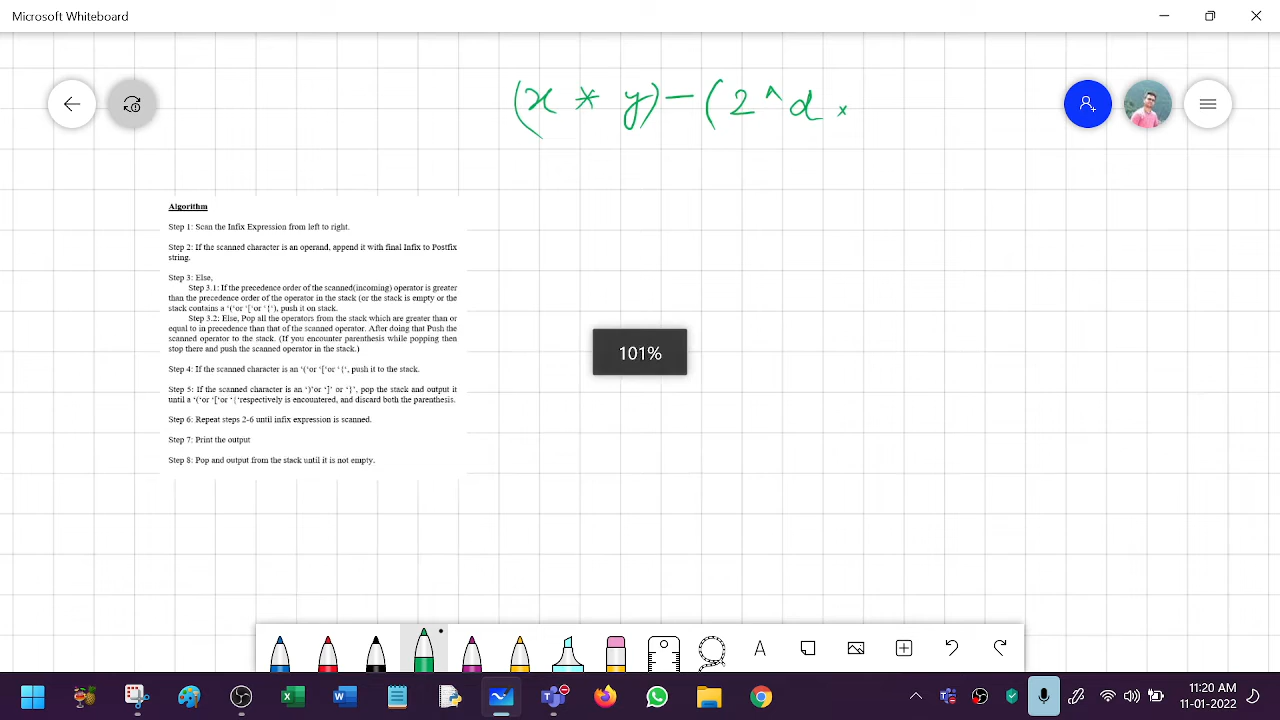 Microsoft Whiteboard
(x * y) - (2 ^ d *
Algorithm
Step 1: Scan the Infix Expression from left to right.
Step 2: If the scanned character is an operand, append it with final Infix to Postfix
string.
Step 3: Else,
Step 3.1: If the precedence order of the scanned(incoming) operator is greater
than the precedence order of the operator in the stack (or the stack is empty or the
stack contains a ‘(‘or ‘[‘or ‘{‘), push it on stack.
Step 3.2: Else, Pop all the operators from the stack which are greater than or
equal to in precedence than that of the scanned operator. After doing that Push the
scanned operator to the stack. (If you encounter parenthesis while popping then
stop there and push the scanned operator in the stack.)
Step 4: If the scanned character is an ‘(‘or ‘[‘or ‘{‘, push it to the stack.
Step 5: If the scanned character is an ‘)’or ‘]’ or ‘}’, pop the stack and output it
until a ‘(‘or ‘[‘or ‘{‘respectively is encountered, and discard both the parenthesis.
Step 6: Repeat steps 2-6 until infix expression is scanned.
Step 7: Print the output
Step 8: Pop and output from the stack until it is not empty.
101%
A
11:20 AM
11-11-2022